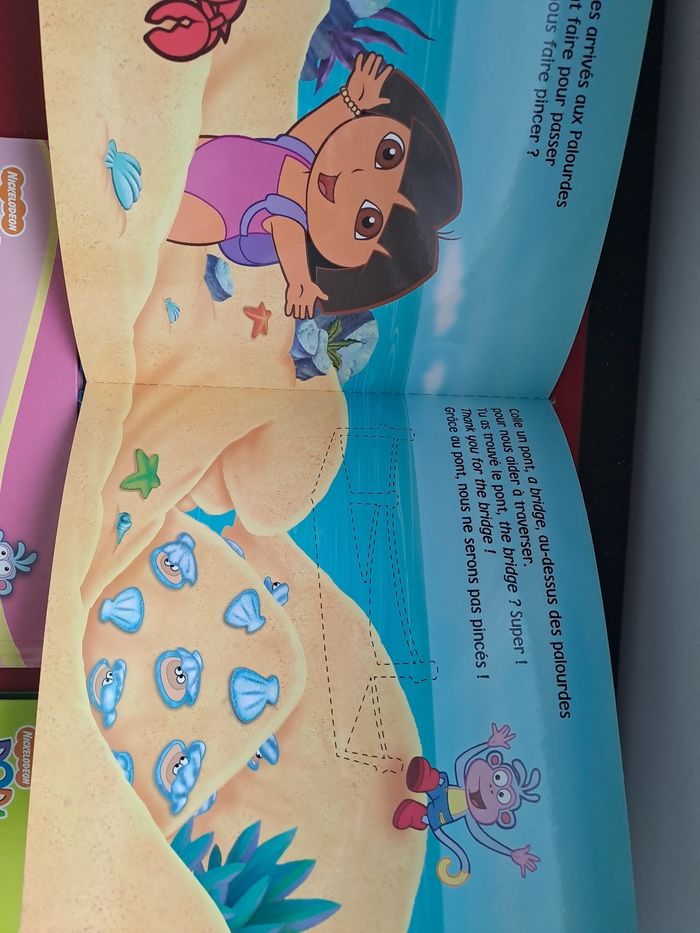 es arrivés aux Palourdes
t faire pour passer
vous faire pincer ?
Colle un pont, a bridge, au-dessus des palourdes
pour nous aider à traverser.
Tu as trouvé le pont, the bridge ? Super !
Thank you for the bridge !
Grâce au pont, nous ne serons pas pincés !
NICKELODEON
NICKELODEON